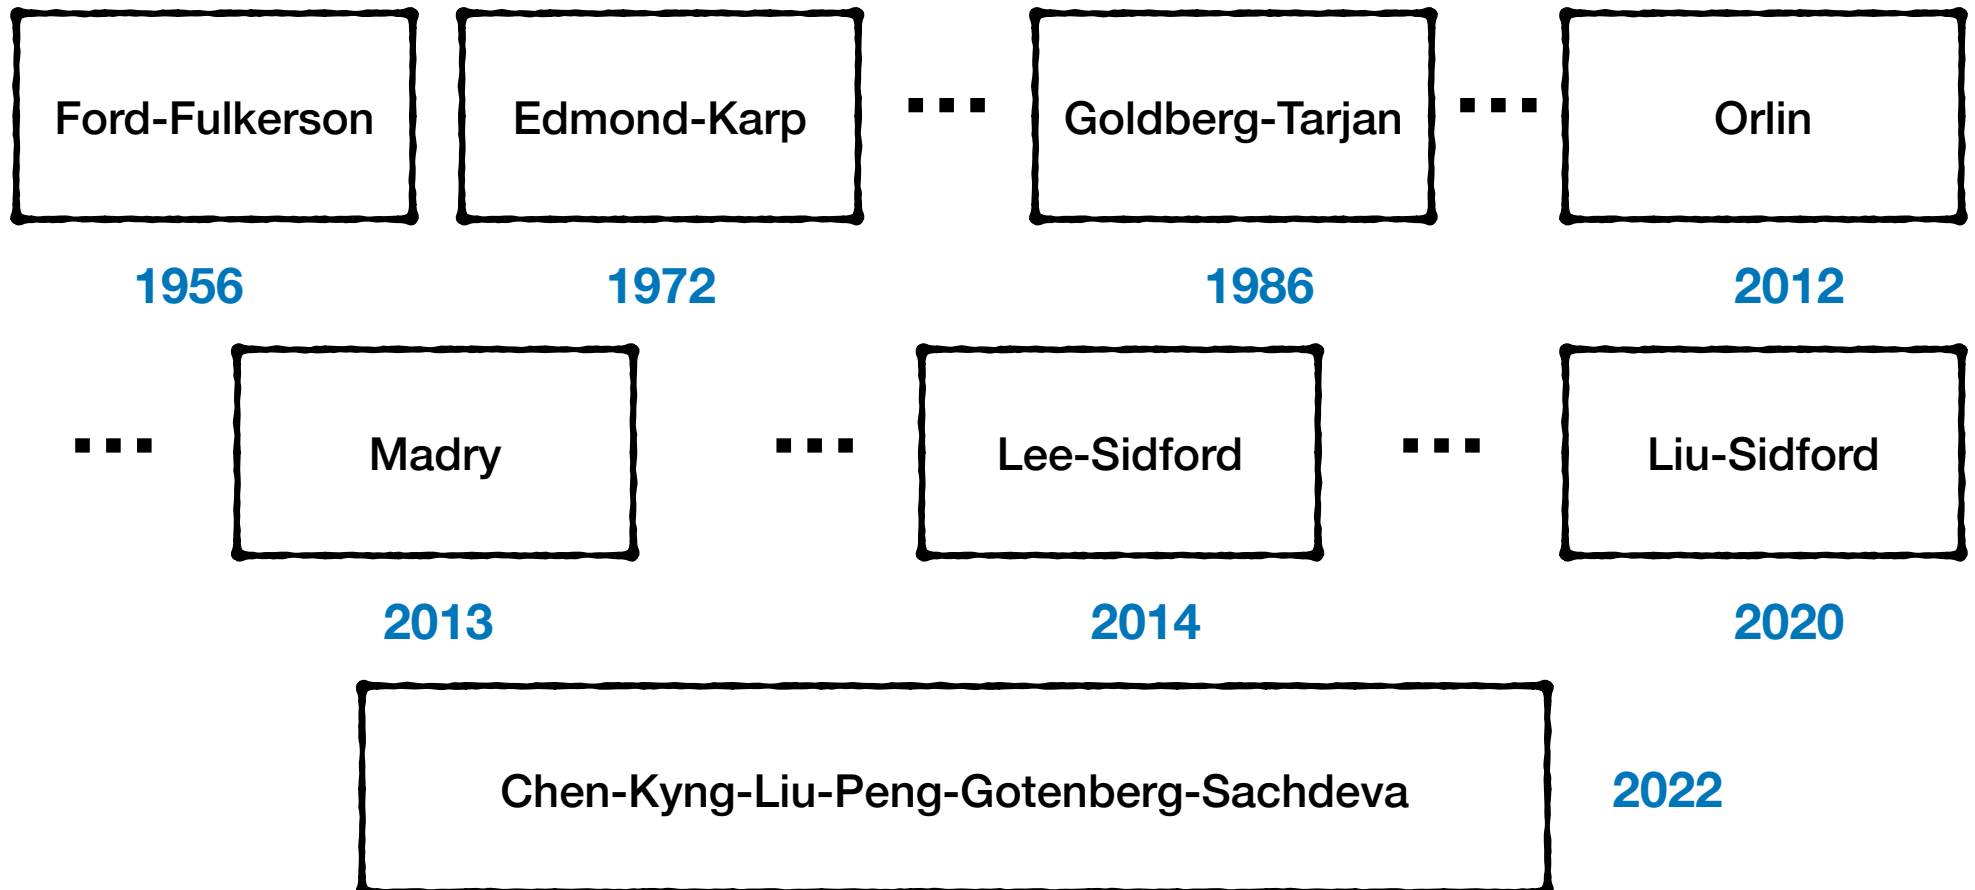 Ford-Fulkerson Edmond-Karp ... Goldberg-Tarjan ... Orlin
1956 1972 1986 2012
... Madry ... Lee-Sidford ... Liu-Sidford
2013 2014 2020
Chen-Kyng-Liu-Peng-Gotenberg-Sachdeva 2022